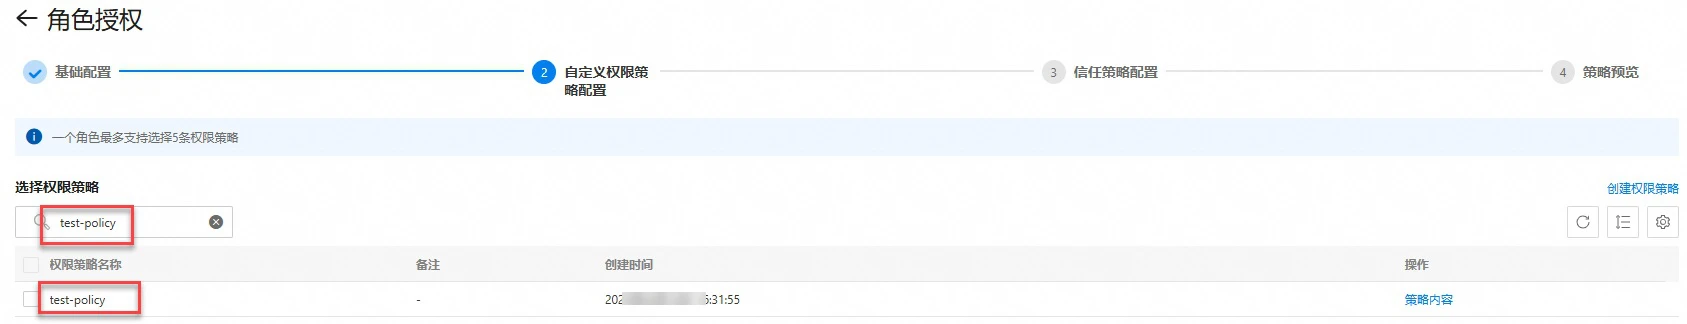 角色授权
基础配置
2
自定义权限策
略配置
3
信任策略配置
4
策略预览
一个角色最多支持选择5条权限策略
选择权限策略
创建权限策略
test-policy
权限策略名称 备注 创建时间 操作
test-policy - 202 :31:55 策略内容